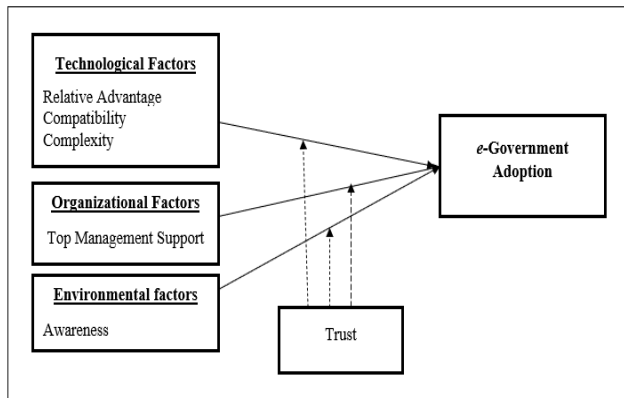 Technological Factors
Relative Advantage
Compatibility
Complexity
Organizational Factors
Top Management Support
Environmental factors
Awareness
e-Government
Adoption
Trust